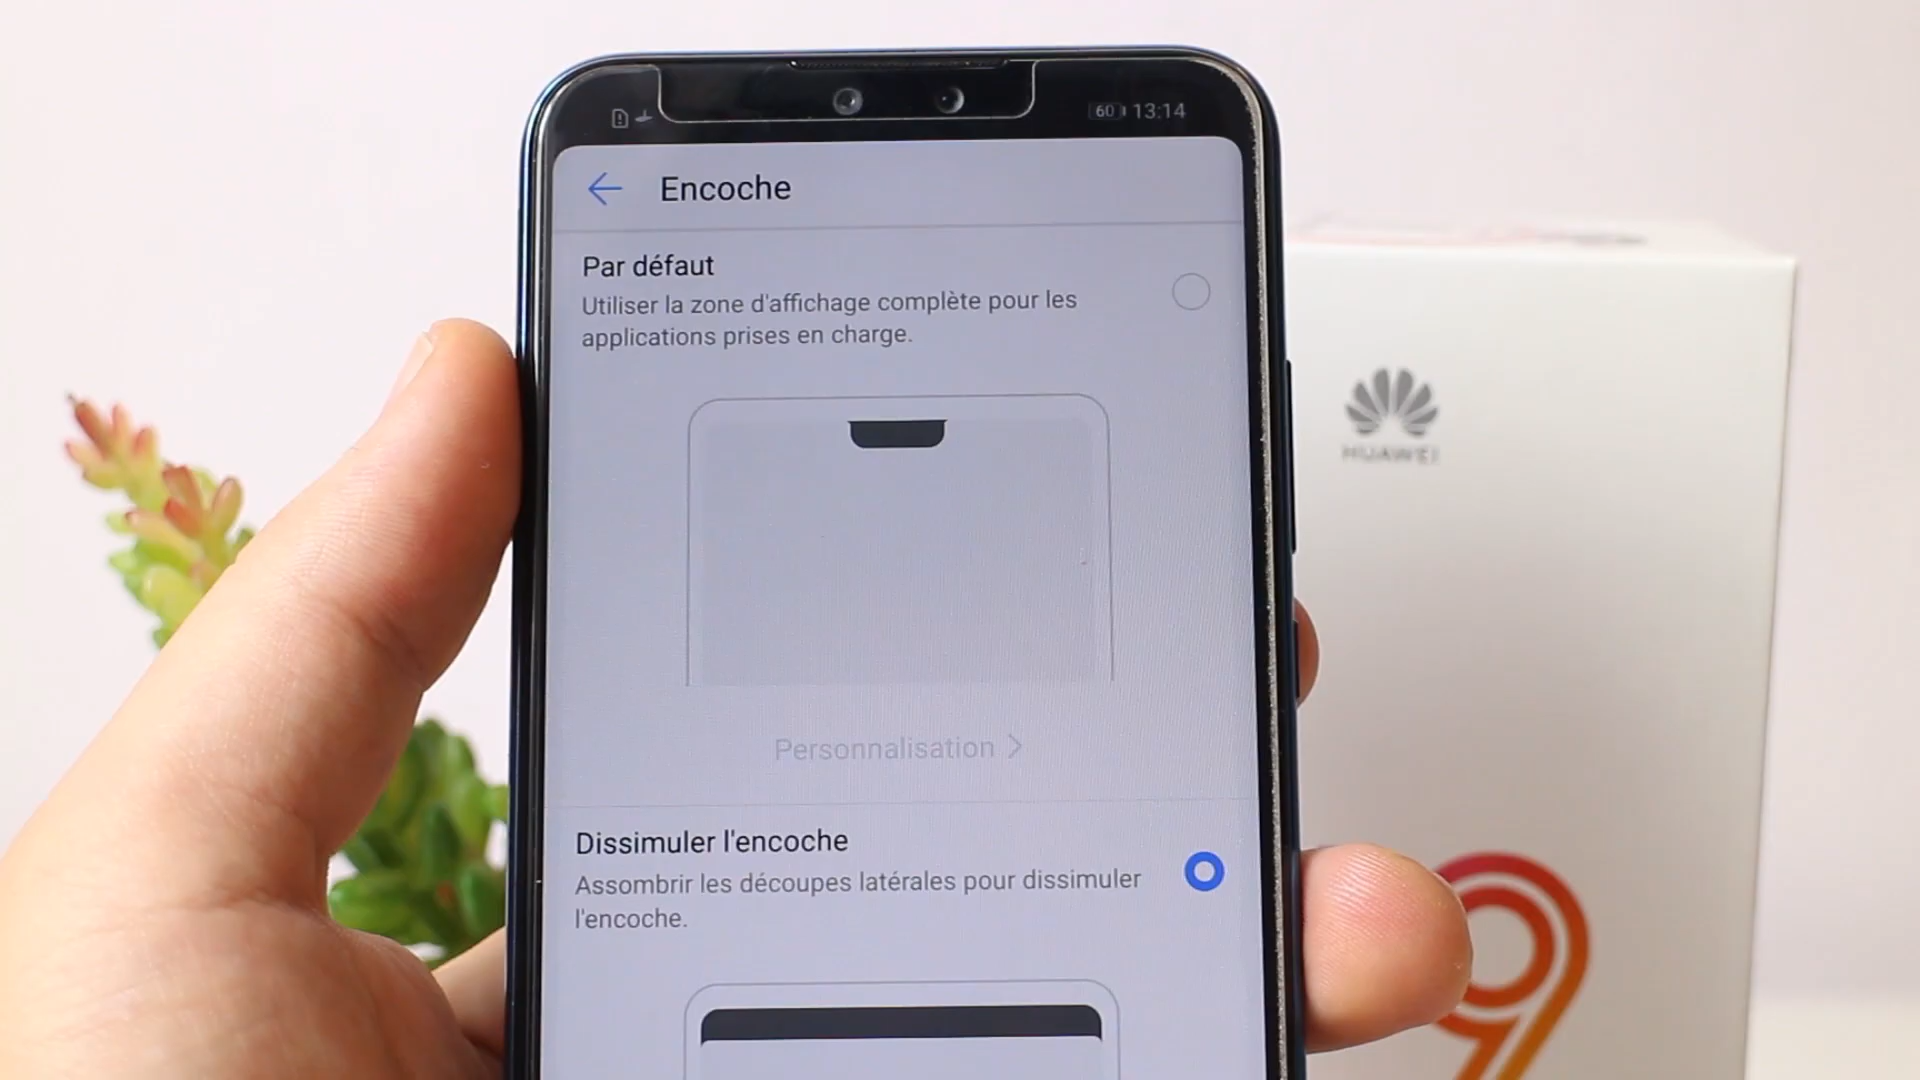 60 13:14
Encoche
Par défaut
Utiliser la zone d'affichage complète pour les
applications prises en charge.
Personnalisation
Dissimuler l'encoche
Assombrir les découpes latérales pour dissimuler
l'encoche.
HUAWEI
9